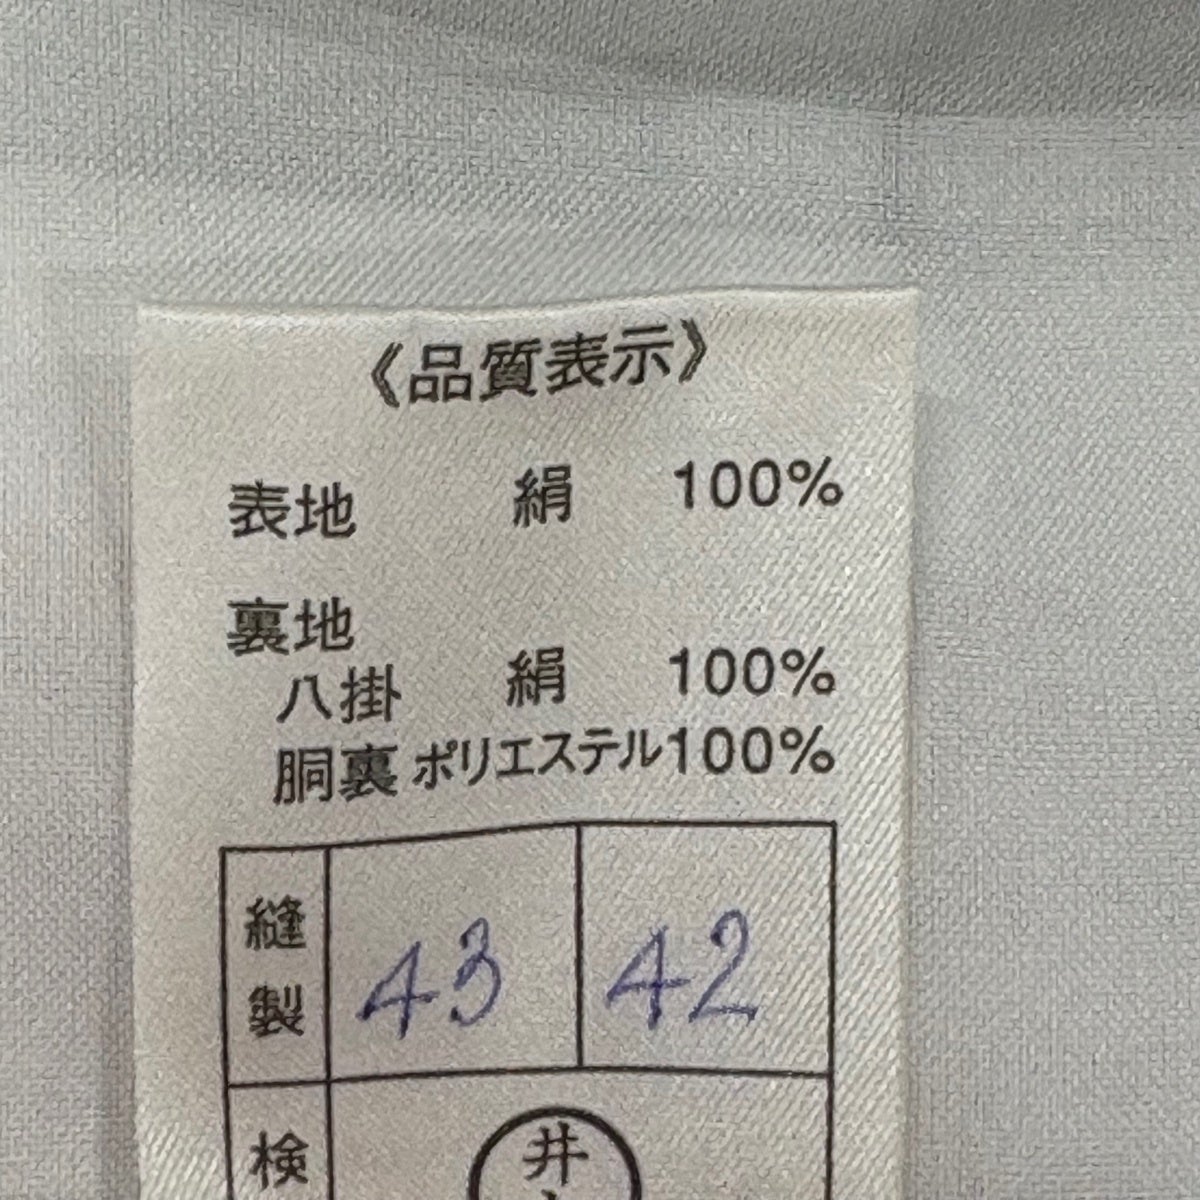 《品質表示》
表地 絹 100%
裏地
八掛 絹 100%
胴裏 ポリエステル100%
縫製 43 42
検
井